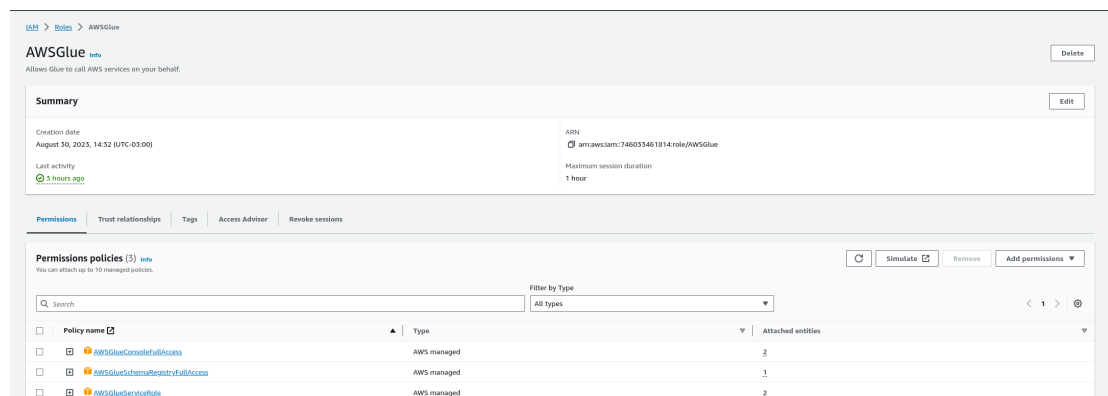 IAM > Roles > AWSGlue
AWSGlue Info
Delete
Allows Glue to call AWS services on your behalf.
Summary
Edit
Creation date
August 30, 2023, 14:32 (UTC-03:00)
ARN
arn:aws:iam::746033461814:role/AWSGlue
Last activity
3 hours ago
Maximum session duration
1 hour
Permissions Trust relationships Tags Access Advisor Revoke sessions
Permissions policies (3) Info
You can attach up to 10 managed policies.
Simulate Remove Add permissions
Filter by Type
Search
All types
1
Policy name Type Attached entities
AWSGlueConsoleFullAccess AWS managed 2
AWSGlueSchemaRegistryFullAccess AWS managed 1
AWSGlueServiceRole AWS managed 2